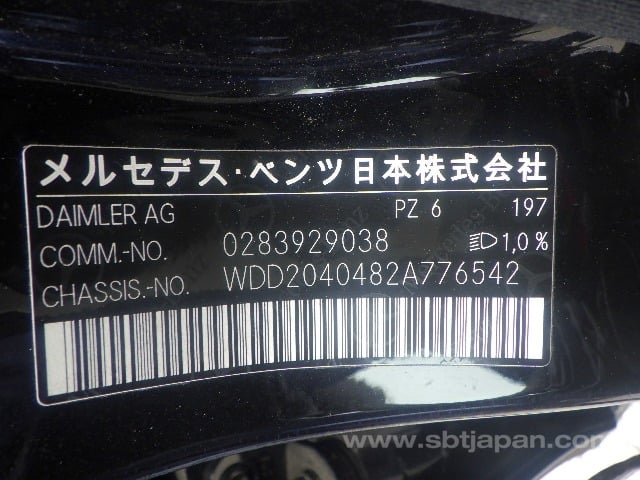 メルセデス・ベンツ日本株式会社
DAIMLER AG PZ 6 197
COMM.-NO. 0283929038 1,0%
CHASSIS.-NO. WDD2040482A776542
www.sbtjapan.com